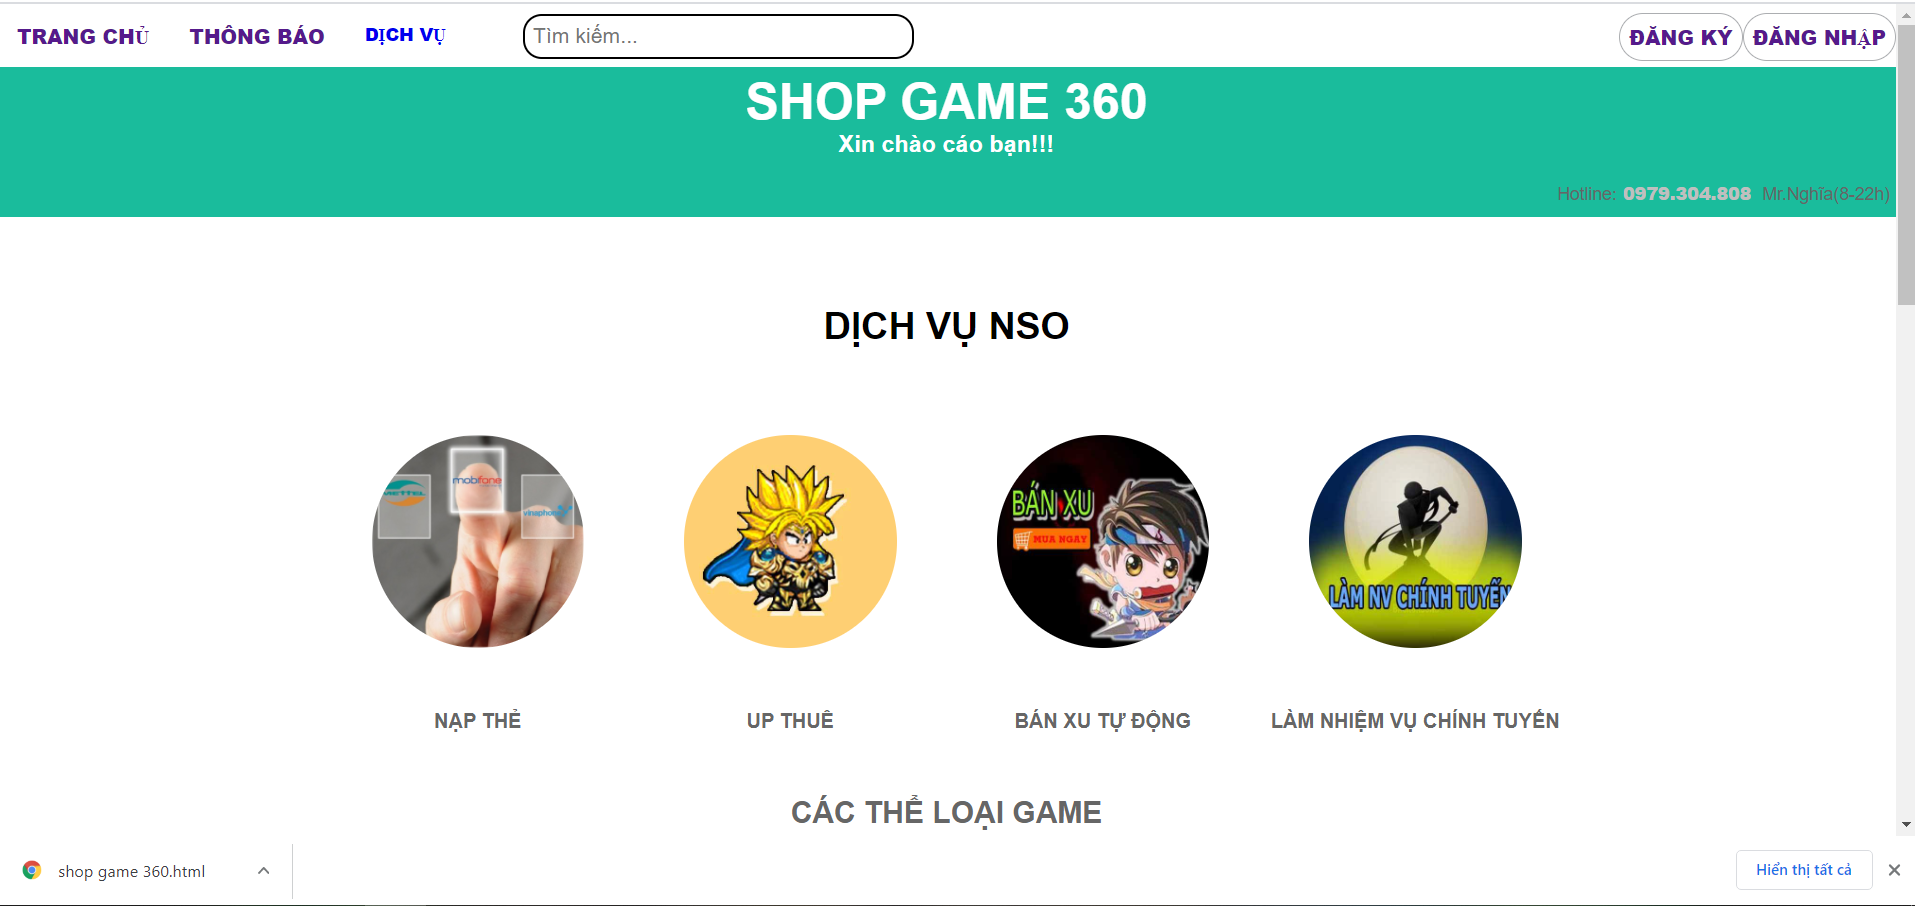 TRANG CHỦ THÔNG BÁO DỊCH VỤ Tìm kiếm... ĐĂNG KÝ ĐĂNG NHẬP
SHOP GAME 360
Xin chào cáo bạn!!!
Hotline: 0979.304.808 Mr.Nghĩa(8-22h)
DỊCH VỤ NSO
VIETTEL mobifone vinaphone
BÁN XU
MUA NGAY
LÀM NV CHÍNH TUYẾN
NẠP THẺ UP THUÊ BÁN XU TỰ ĐỘNG LÀM NHIỆM VỤ CHÍNH TUYẾN
CÁC THỂ LOẠI GAME
shop game 360.html Hiển thị tất cả